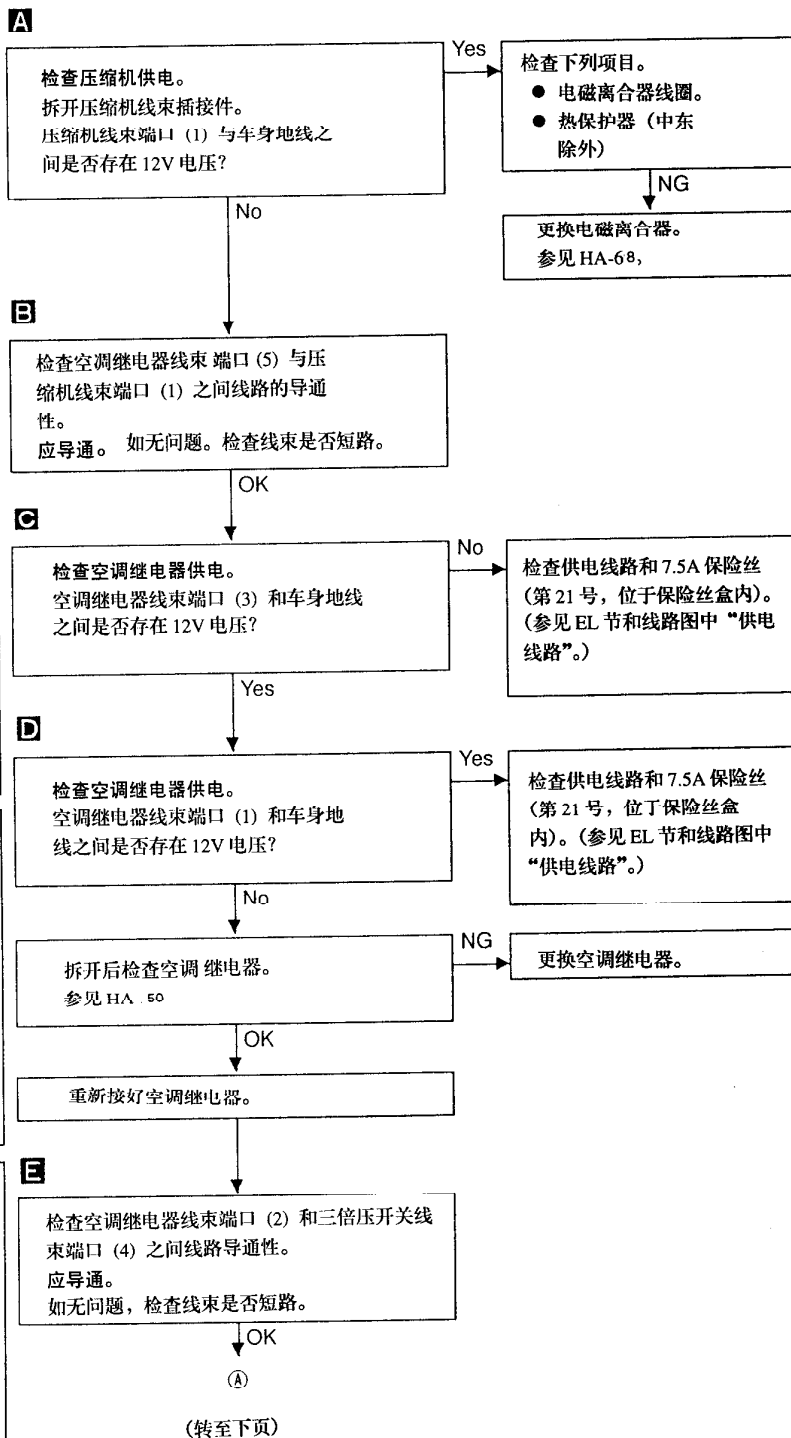 A
检查压缩机供电。
拆开压缩机线束插接件。
压缩机线束端口 (1) 与车身地线之
间是否存在 12V 电压?
Yes
检查下列项目。
● 电磁离合器线圈。
● 热保护器（中东
除外）
NG
更换电磁离合器。
参见 HA-68,
No
B
检查空调继电器线束 端口 (5) 与压
缩机线束端口 (1) 之间线路的导通
性。
应导通。 如无问题。检查线束是否短路。
OK
C
检查空调继电器供电。
空调继电器线束端口 (3) 和车身地线
之间是否存在 12V 电压?
No
检查供电线路和 7.5A 保险丝
(第 21 号，位于保险丝盒内)。
(参见 EL 节和线路图中 “供电
线路”。)
Yes
D
检查空调继电器供电。
空调继电器线束端口 (1) 和车身地
线之间是否存在 12V 电压?
Yes
检查供电线路和 7.5A 保险丝
(第 21 号，位于保险丝盒
内)。(参见 EL 节和线路图中
“供电线路”。)
No
拆开后检查空调 继电器。
参见 HA . 50
NG
更换空调继电器。
OK
重新接好空调继电器。
E
检查空调继电器线束端口 (2) 和三倍压开关线
束端口 (4) 之间线路导通性。
应导通。
如无问题，检查线束是否短路。
OK
Ⓐ
(转至下页)